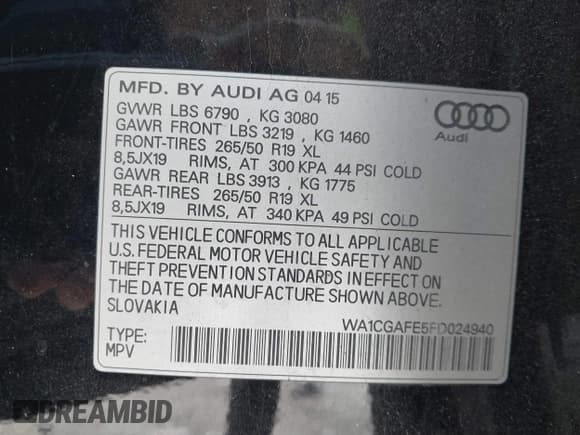 MFD. BY AUDI AG 04 15
GVWR LBS 6790 , KG 3080
GAWR FRONT LBS 3219 , KG 1460
FRONT-TIRES 265/50 R19 XL
8,5JX19 RIMS, AT 300 KPA 44 PSI COLD
GAWR REAR LBS 3913 , KG 1775
REAR-TIRES 265/50 R19 XL
8,5JX19 RIMS, AT 340 KPA 49 PSI COLD
Audi
THIS VEHICLE CONFORMS TO ALL APPLICABLE
U.S. FEDERAL MOTOR VEHICLE SAFETY AND
THEFT PREVENTION STANDARDS IN EFFECT ON
THE DATE OF MANUFACTURE SHOWN ABOVE.
SLOVAKIA
WA1CGAFE5FD024940
TYPE:
MPV
DREAMBID